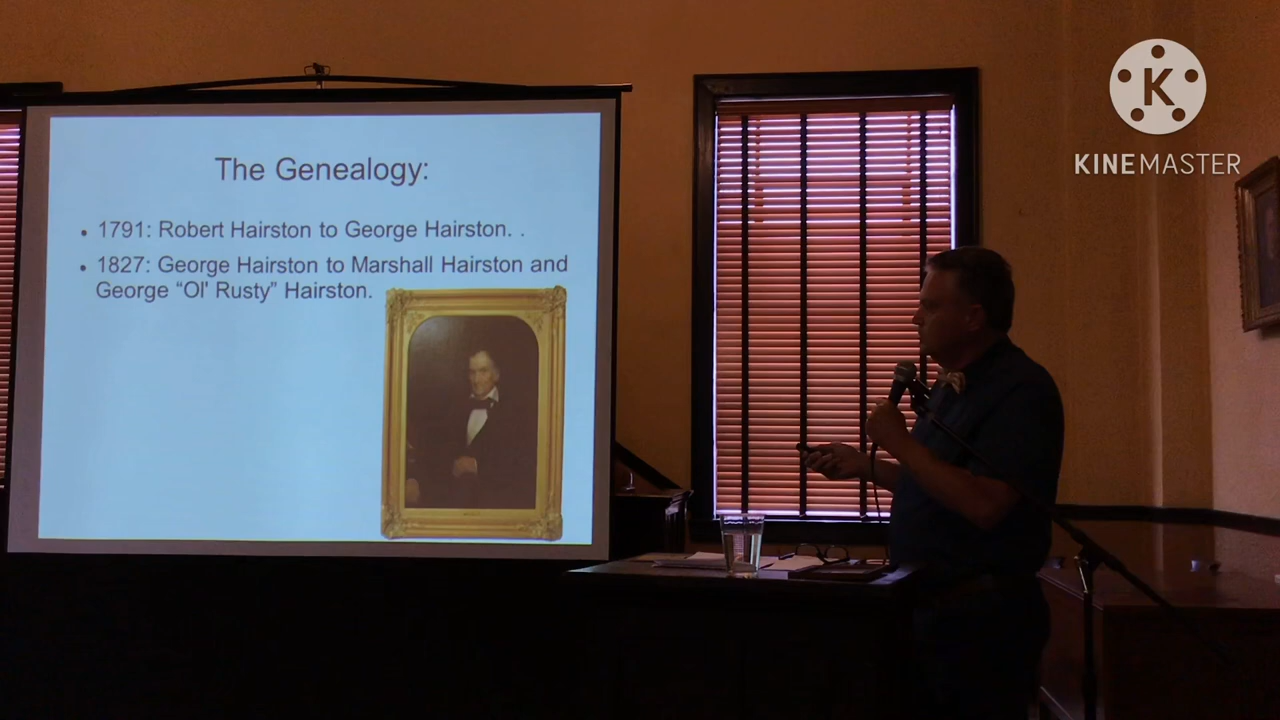 The Genealogy:
• 1791: Robert Hairston to George Hairston. .
• 1827: George Hairston to Marshall Hairston and
George “Ol' Rusty” Hairston.
K
KINEMASTER